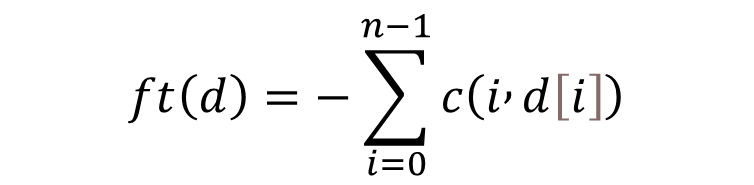 ft(d) = − ∑_{i=0}^{n−1} c(i, d[i])